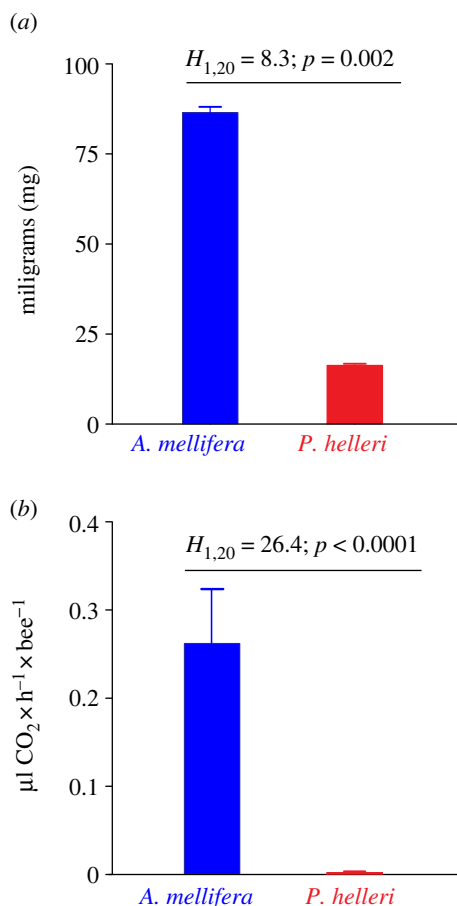 (a)
H1,20 = 8.3; p = 0.002
100
75
50
25
0
miligrams (mg)
A. mellifera P. helleri
(b)
H1,20 = 26.4; p < 0.0001
0.4
0.3
0.2
0.1
0
µl CO2 × h−1 × bee−1
A. mellifera P. helleri